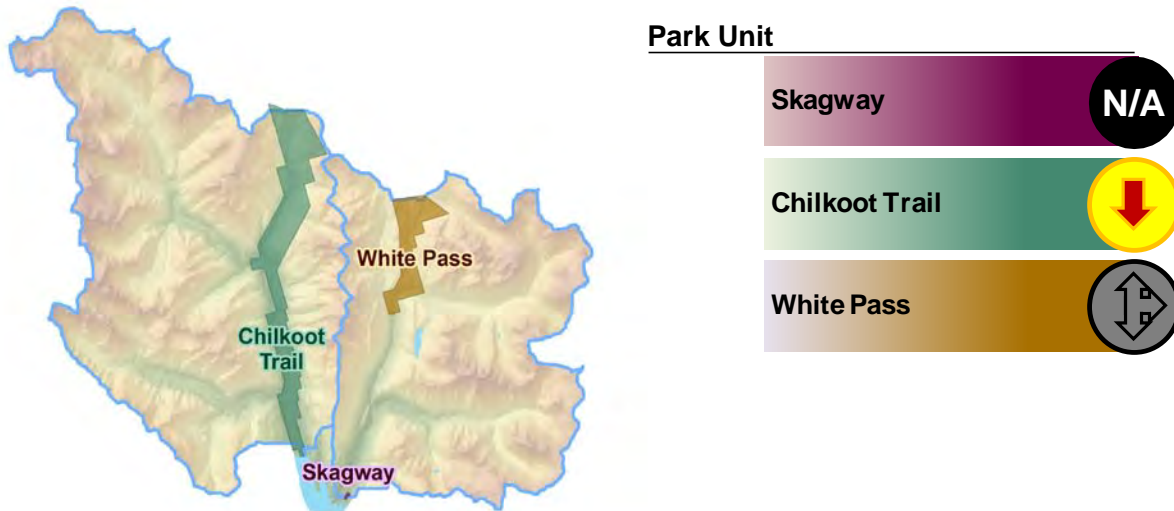 White Pass
Chilkoot
Trail
Skagway
Park Unit
Skagway N/A
Chilkoot Trail
White Pass